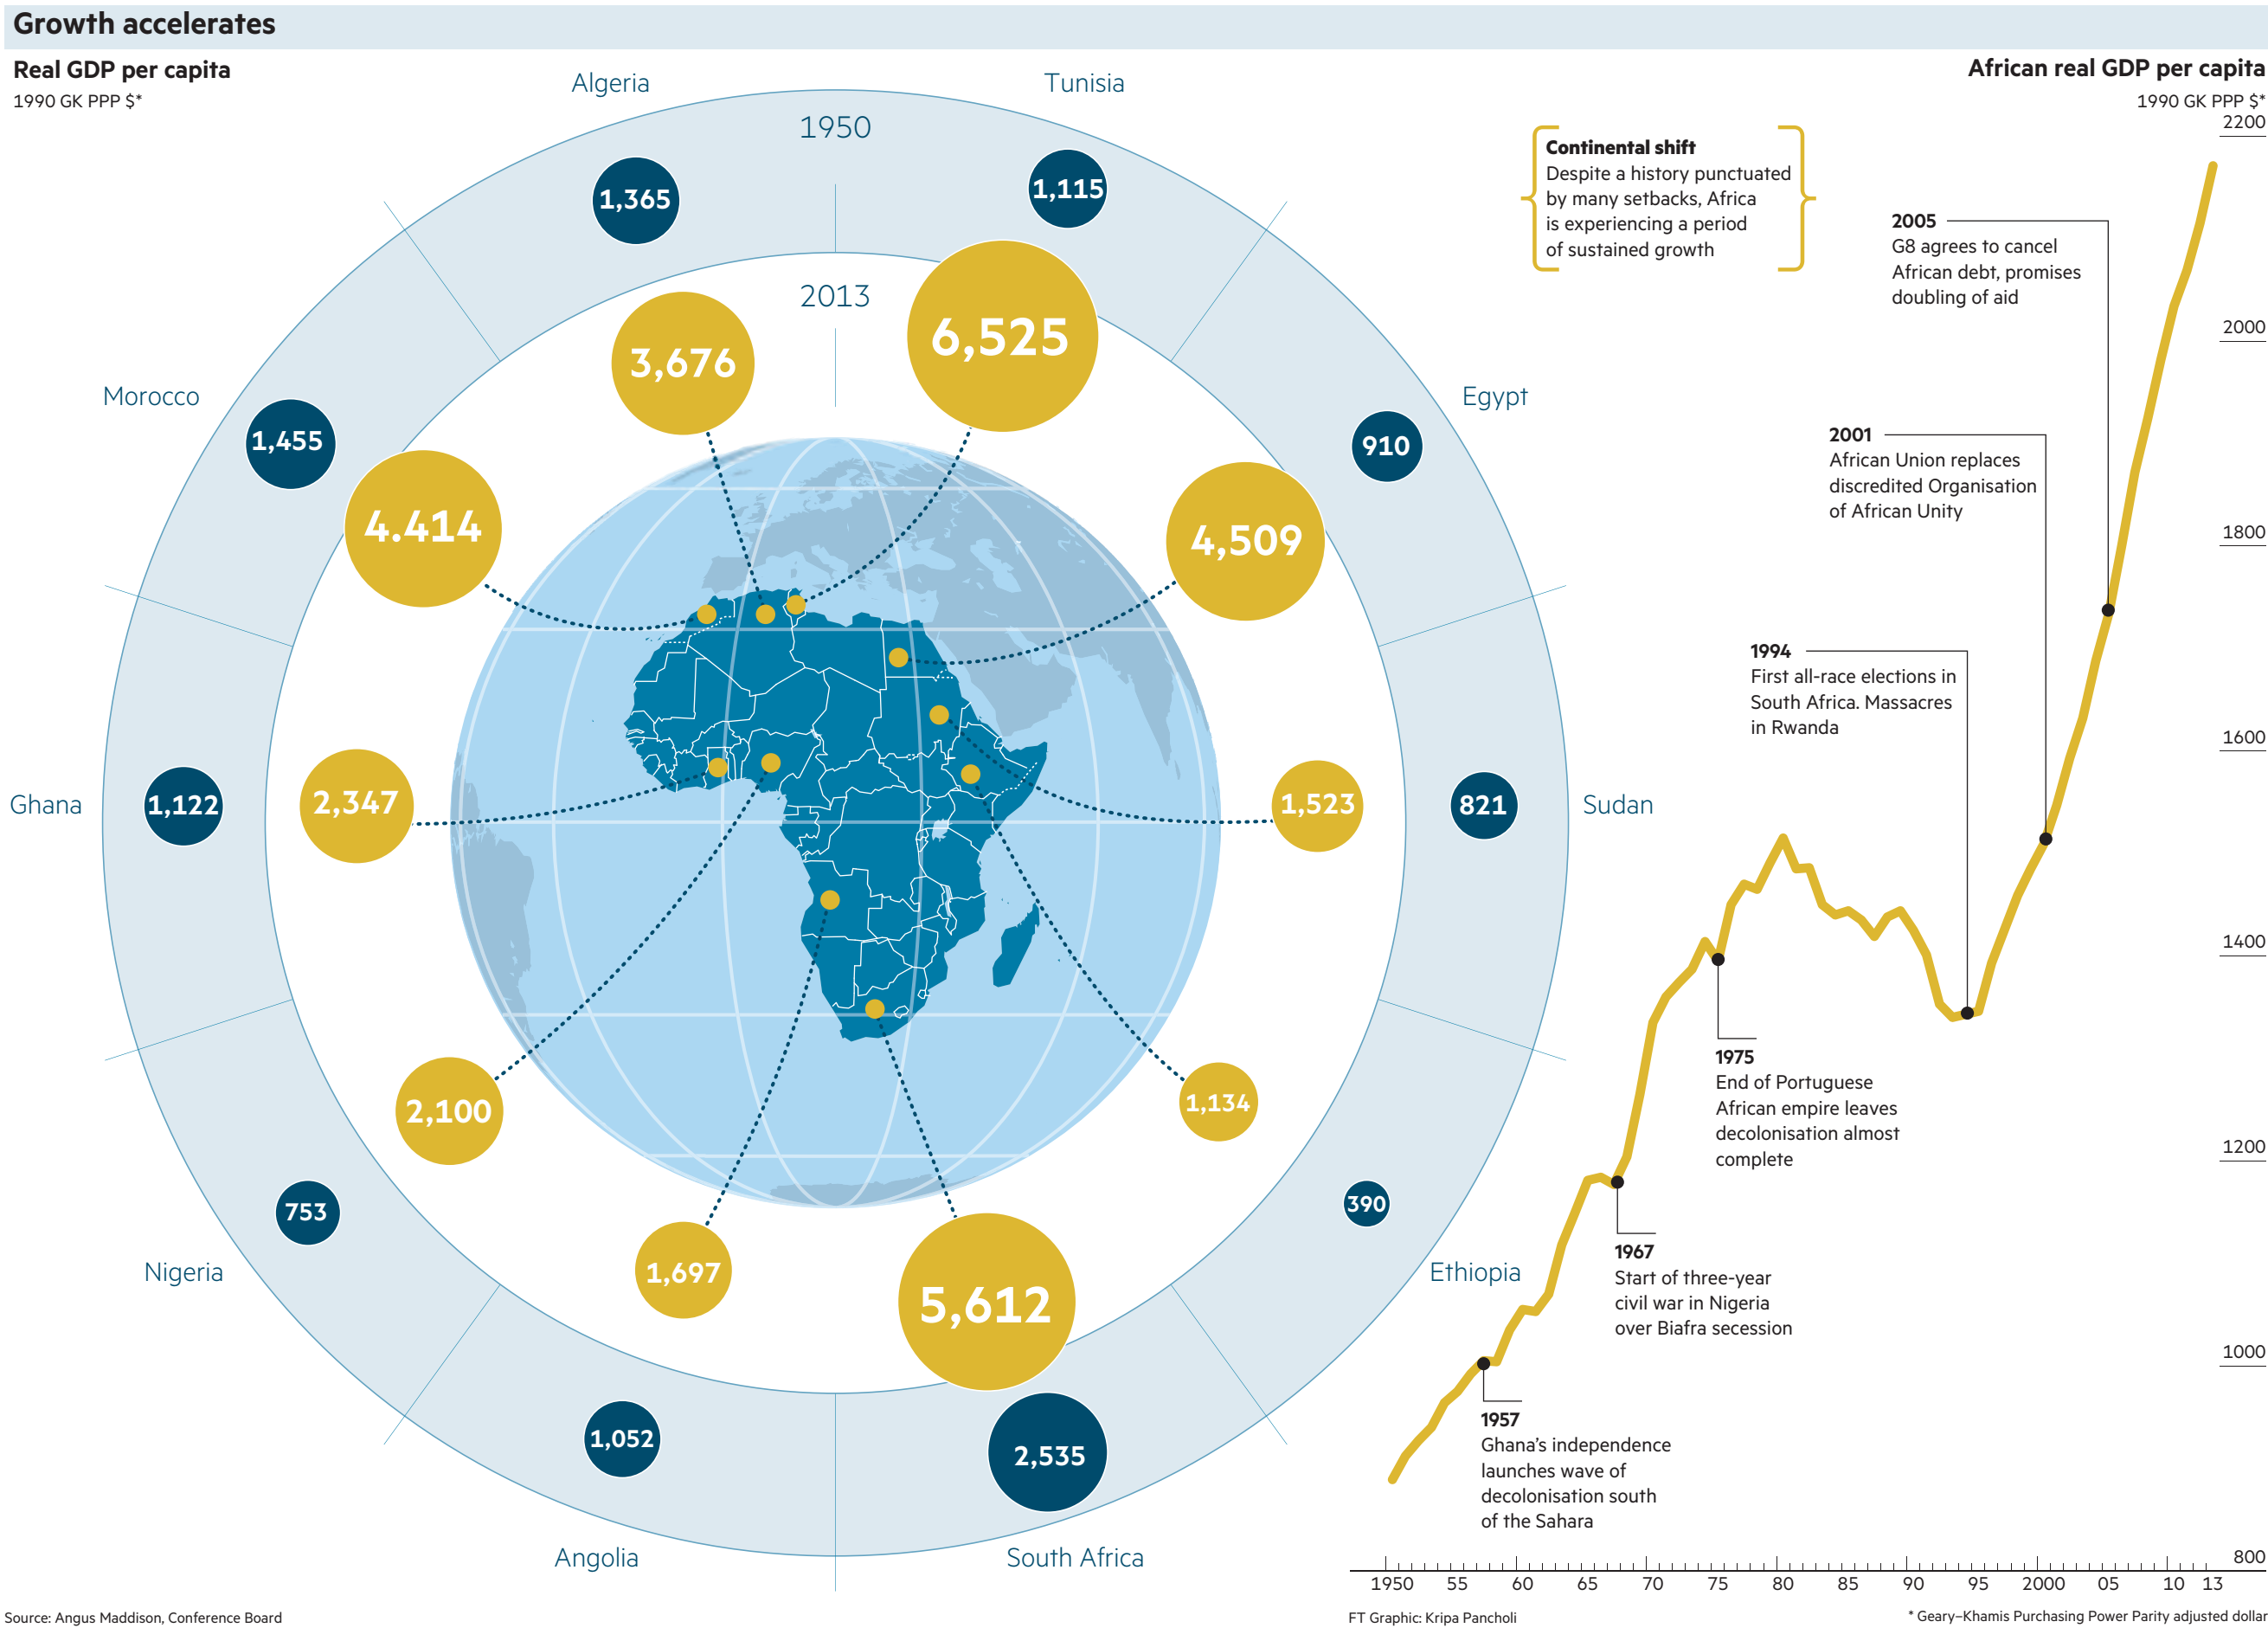 Growth accelerates
Real GDP per capita
1990 GK PPP $*
Algeria
Tunisia
1950
1,365
1,115
2013
3,676
6,525
Morocco
Egypt
1,455
910
4.414
4,509
Ghana
1,122
2,347
1,523
821
Sudan
2,100
1,134
753
390
Nigeria
Ethiopia
1,697
5,612
1,052
2,535
Angolia
South Africa
Source: Angus Maddison, Conference Board
African real GDP per capita
1990 GK PPP $*
Continental shift
Despite a history punctuated
by many setbacks, Africa
is experiencing a period
of sustained growth
2005
G8 agrees to cancel
African debt, promises
doubling of aid
2001
African Union replaces
discredited Organisation
of African Unity
1994
First all-race elections in
South Africa. Massacres
in Rwanda
1975
End of Portuguese
African empire leaves
decolonisation almost
complete
1967
Start of three-year
civil war in Nigeria
over Biafra secession
1957
Ghana's independence
launches wave of
decolonisation south
of the Sahara
2200
2000
1800
1600
1400
1200
1000
800
1950 55 60 65 70 75 80 85 90 95 2000 05 10 13
FT Graphic: Kripa Pancholi
* Geary–Khamis Purchasing Power Parity adjusted dollar